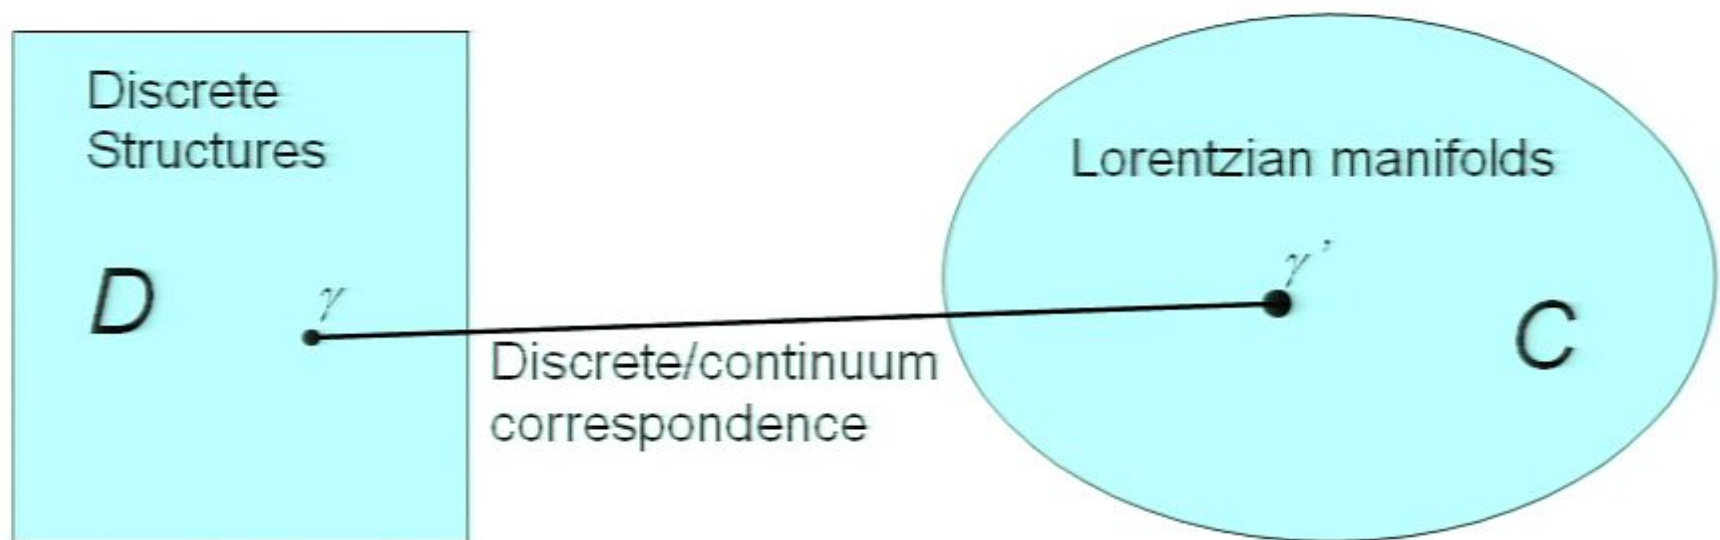 Discrete
Structures
D
γ
Discrete/continuum
correspondence
Lorentzian manifolds
γ’
C